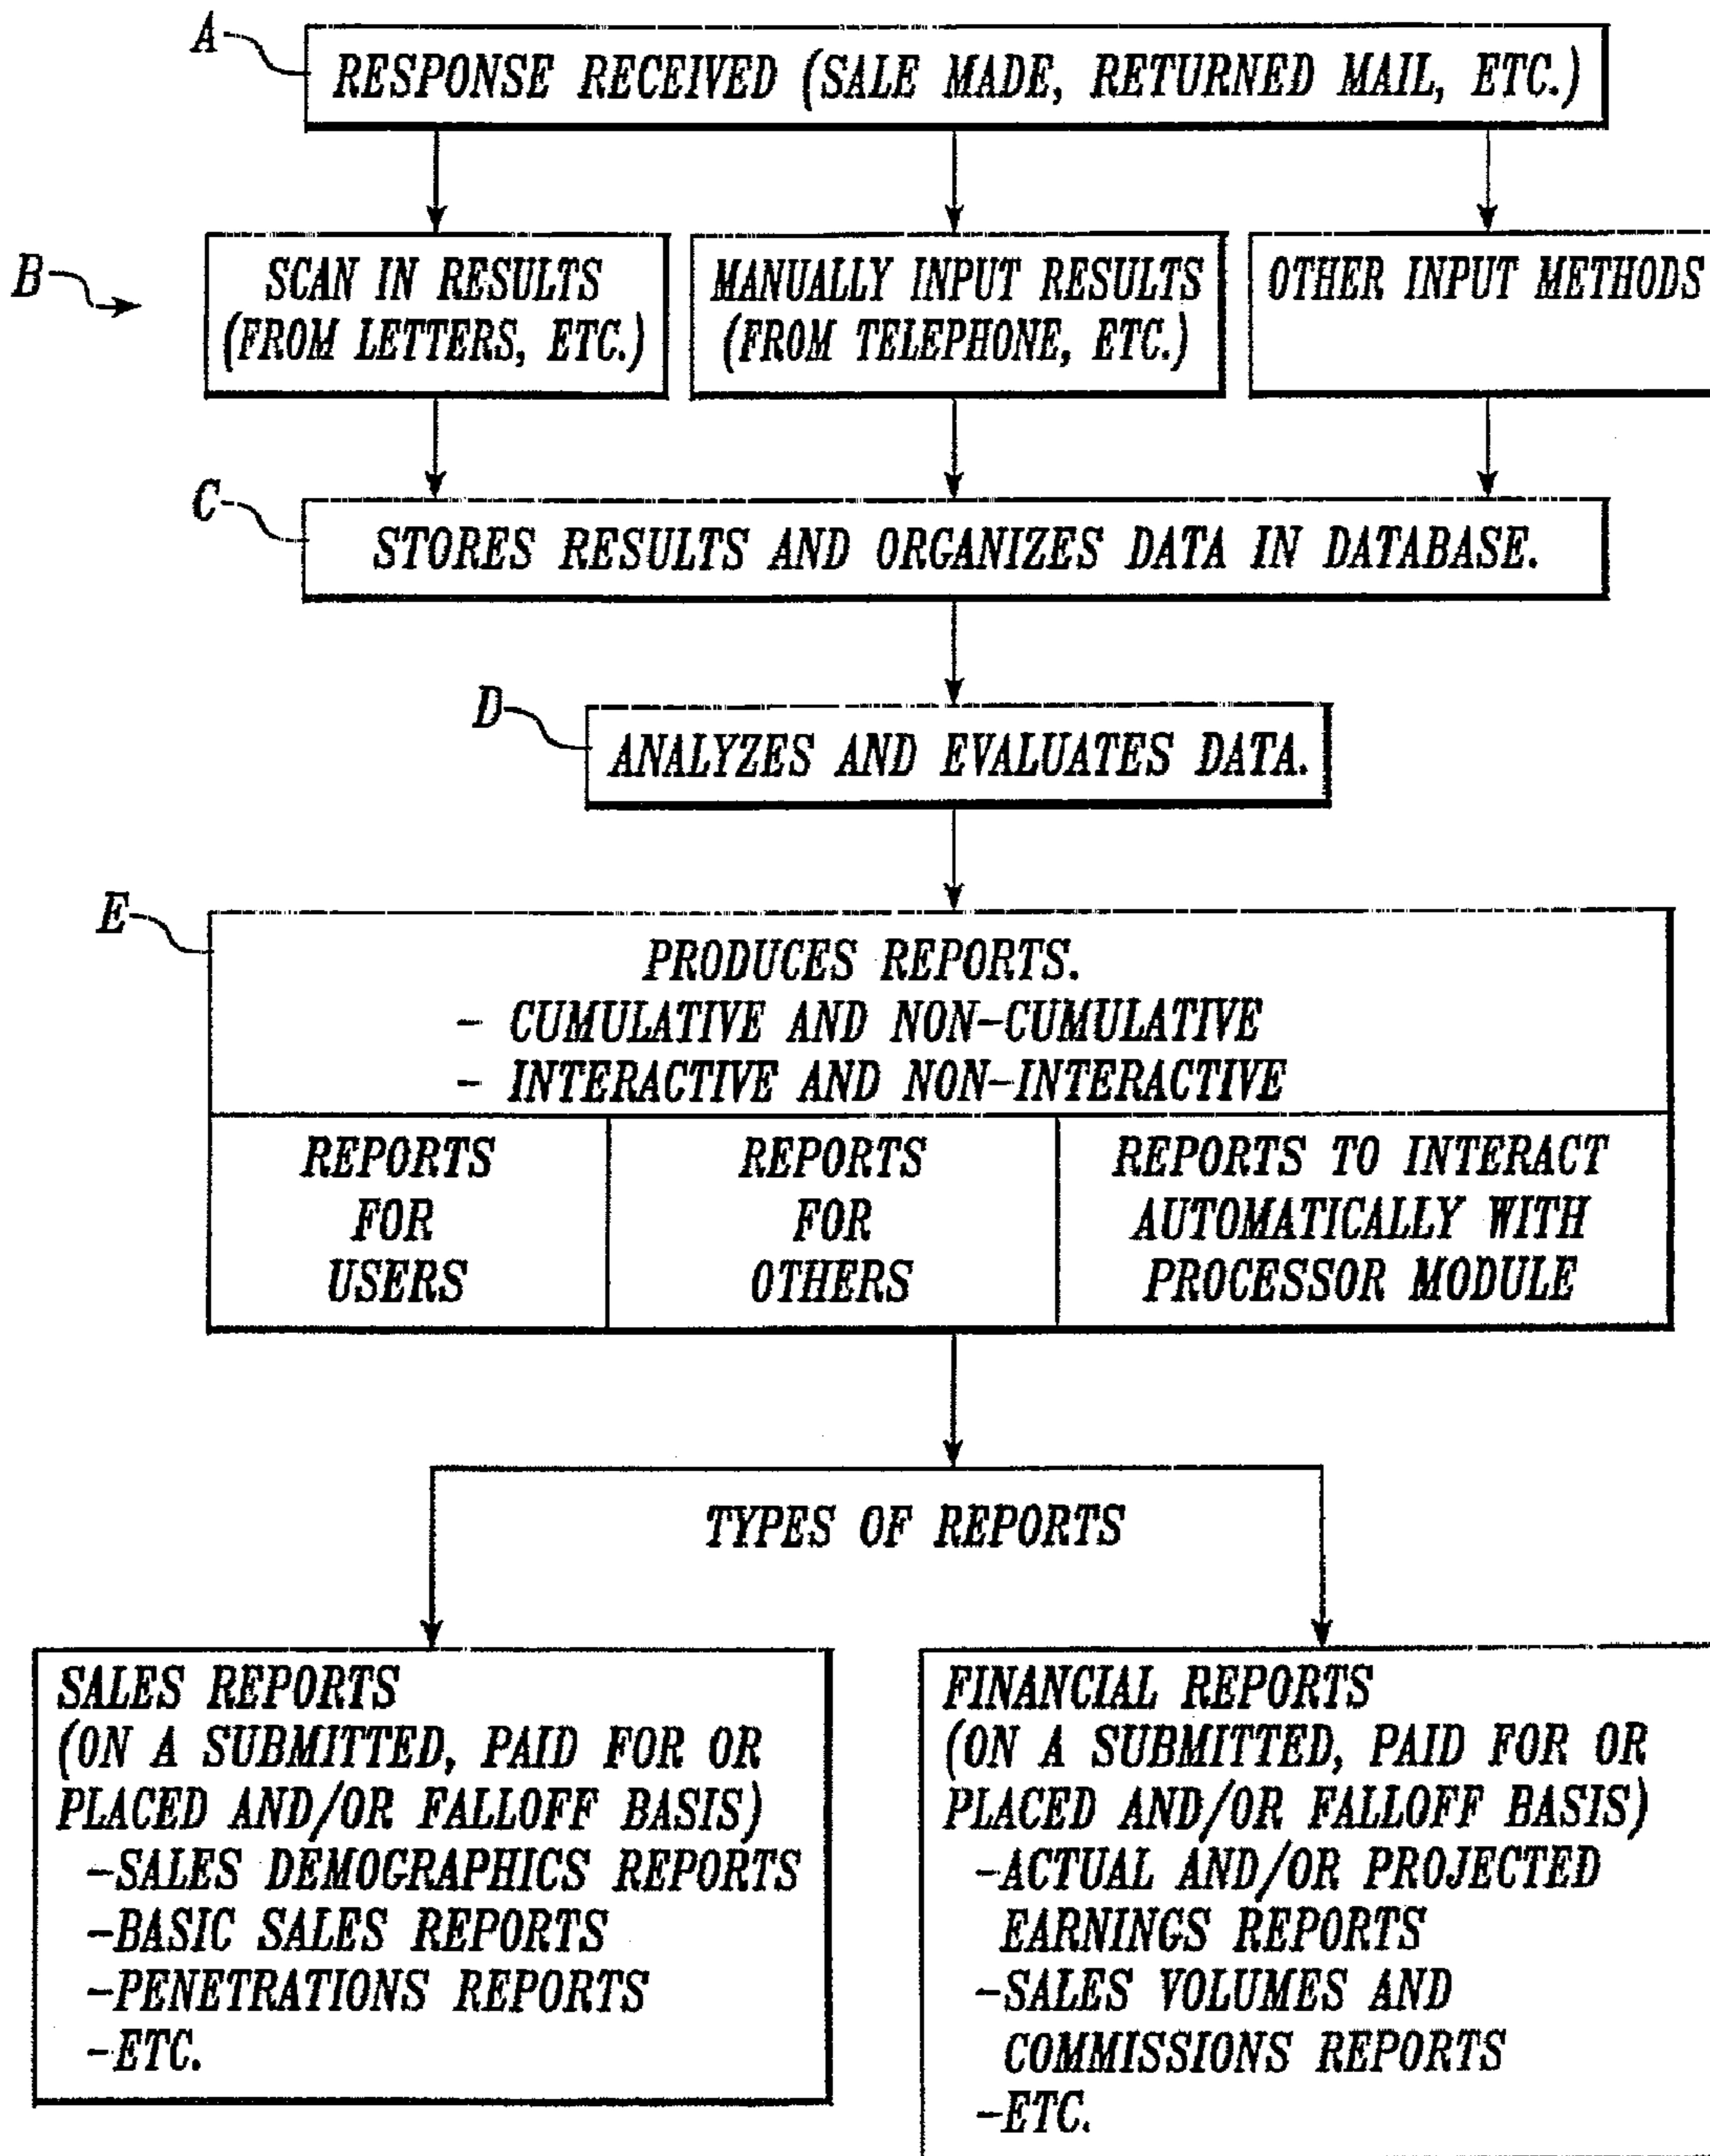 A
RESPONSE RECEIVED (SALE MADE, RETURNED MAIL, ETC.)
B
SCAN IN RESULTS
(FROM LETTERS, ETC.)
MANUALLY INPUT RESULTS
(FROM TELEPHONE, ETC.)
OTHER INPUT METHODS
C
STORES RESULTS AND ORGANIZES DATA IN DATABASE.
D
ANALYZES AND EVALUATES DATA.
E
PRODUCES REPORTS.
- CUMULATIVE AND NON-CUMULATIVE
- INTERACTIVE AND NON-INTERACTIVE
REPORTS
FOR
USERS
REPORTS
FOR
OTHERS
REPORTS TO INTERACT
AUTOMATICALLY WITH
PROCESSOR MODULE
TYPES OF REPORTS
SALES REPORTS
(ON A SUBMITTED, PAID FOR OR
PLACED AND/OR FALLOFF BASIS)
-SALES DEMOGRAPHICS REPORTS
-BASIC SALES REPORTS
-PENETRATIONS REPORTS
-ETC.
FINANCIAL REPORTS
(ON A SUBMITTED, PAID FOR OR
PLACED AND/OR FALLOFF BASIS)
-ACTUAL AND/OR PROJECTED
EARNINGS REPORTS
-SALES VOLUMES AND
COMMISSIONS REPORTS
-ETC.